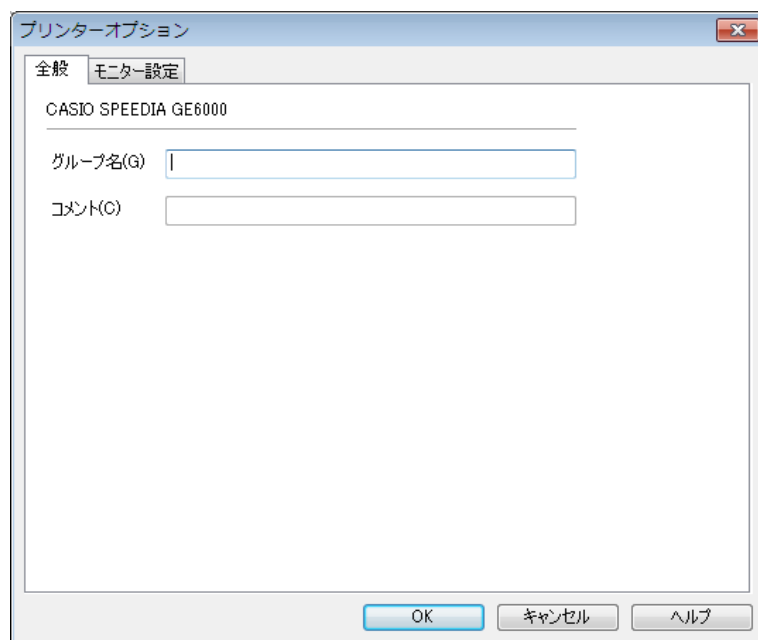 プリンターオプション
全般 モニター設定
CASIO SPEEDIA GE6000
グループ名(G)
コメント(C)
OK キャンセル ヘルプ